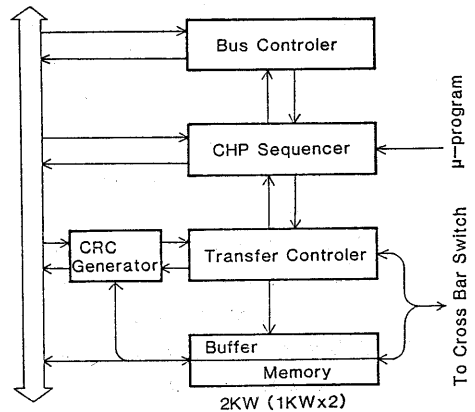 Bus Controler
CHP Sequencer
μ-program
CRC
Generator
Transfer Controler
To Cross Bar Switch
Buffer
Memory
2KW (1KWx2)